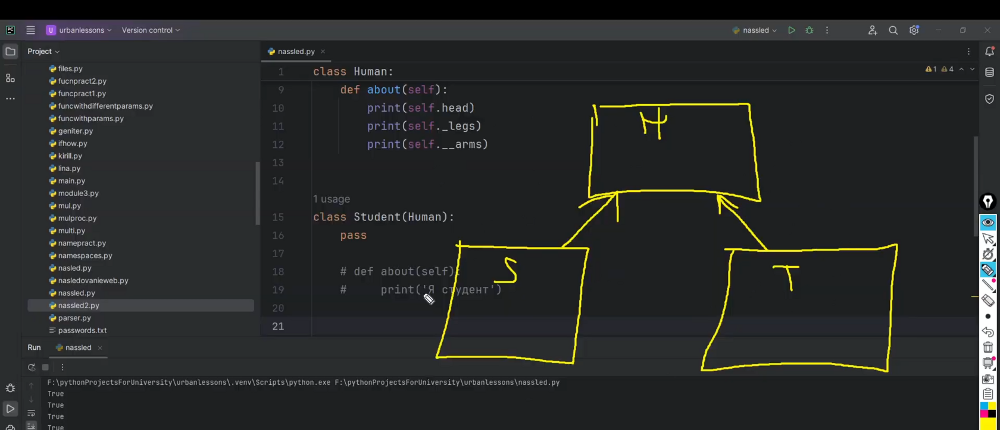 PC
U urbanlessons
Version control
nassled
Project
nassled.py
files.py
fucnpract2.py
funcpract1.py
funcwithdifferentparams.py
funcwithparams.py
geniter.py
ifhow.py
kirill.py
lina.py
main.py
module3.py
mul.py
mulproc.py
multi.py
namepract.py
namespaces.py
nasled.py
nasledovanieweb.py
nassled.py
nassled2.py
parser.py
passwords.txt
1 class Human:
1 4
9 def about(self):
10 print(self.head)
11 print(self._legs)
12 print(self.__arms)
13
14
1 usage
15 class Student(Human):
16 pass
17
18 # def about(self):
19 # print('Я студент')
20
21
S
T
Run nassled
F:\pythonProjectsForUniversity\urbanlessons\.venv\Scripts\python.exe F:\pythonProjectsForUniversity\urbanlessons\nassled.py
True
True
True
True